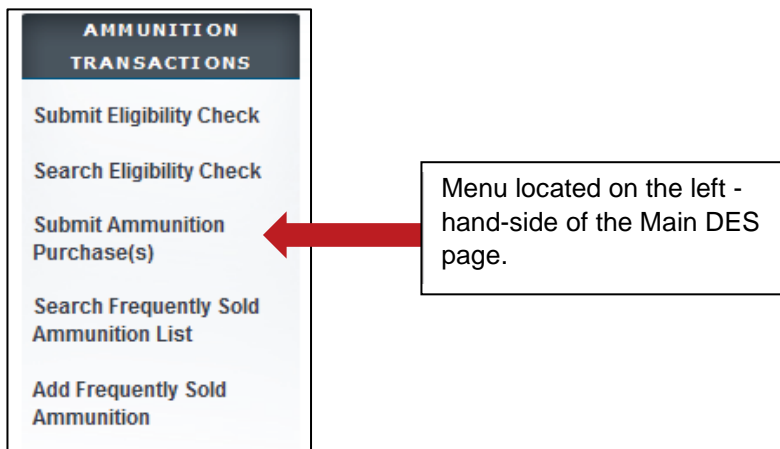 AMMUNITION
TRANSACTIONS
Submit Eligibility Check
Search Eligibility Check
Submit Ammunition
Purchase(s)
Search Frequently Sold
Ammunition List
Add Frequently Sold
Ammunition
Menu located on the left -
hand-side of the Main DES
page.